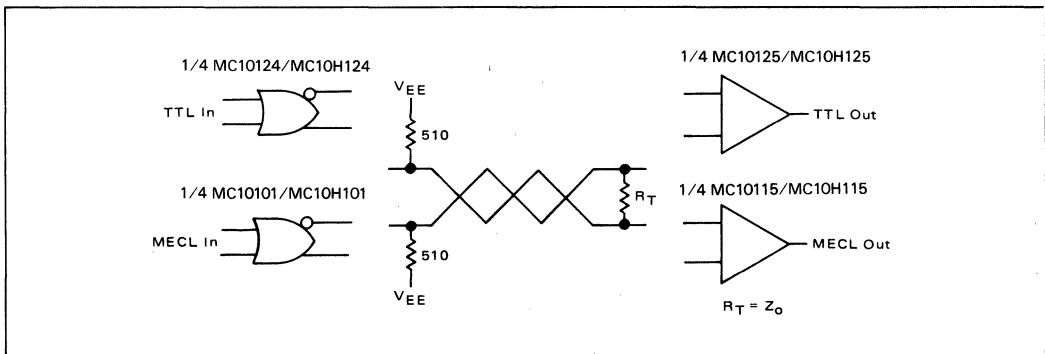 1/4 MC10124/MC10H124
TTL In
1/4 MC10101/MC10H101
MECL In
VEE
510
510
VEE
RT
1/4 MC10125/MC10H125
TTL Out
1/4 MC10115/MC10H115
MECL Out
RT = Zo